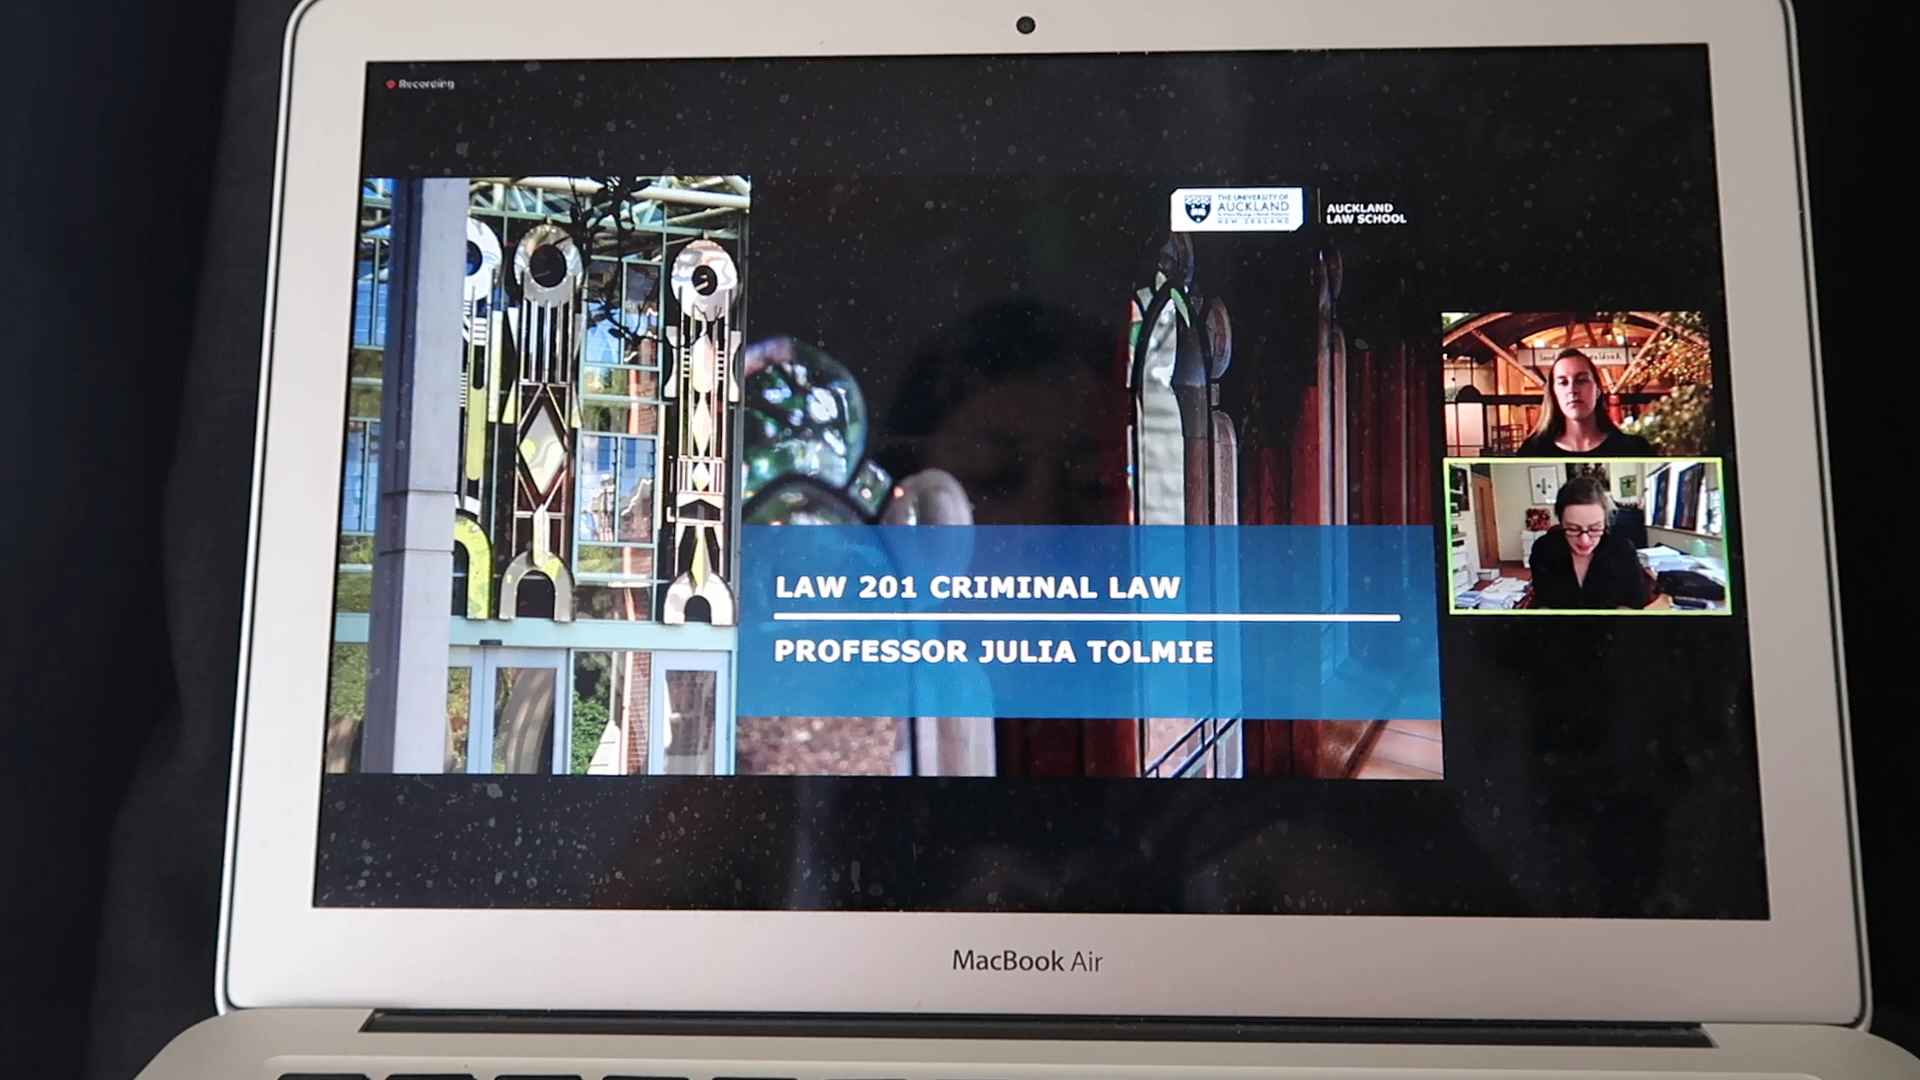 Recording
THE UNIVERSITY OF
AUCKLAND
NEW ZEALAND
AUCKLAND
LAW SCHOOL
LAW 201 CRIMINAL LAW
PROFESSOR JULIA TOLMIE
MacBook Air